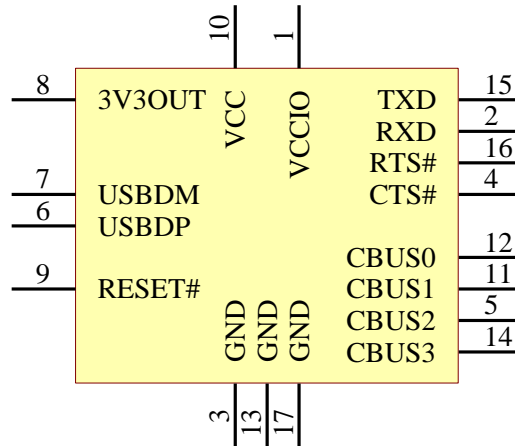 10 1
8 3V3OUT VCC VCCIO TXD 15
RXD 2
RTS# 16
7 USBDM CTS# 4
6 USBDP
CBUS0 12
9 RESET# CBUS1 11
CBUS2 5
GND GND GND CBUS3 14
3 13 17